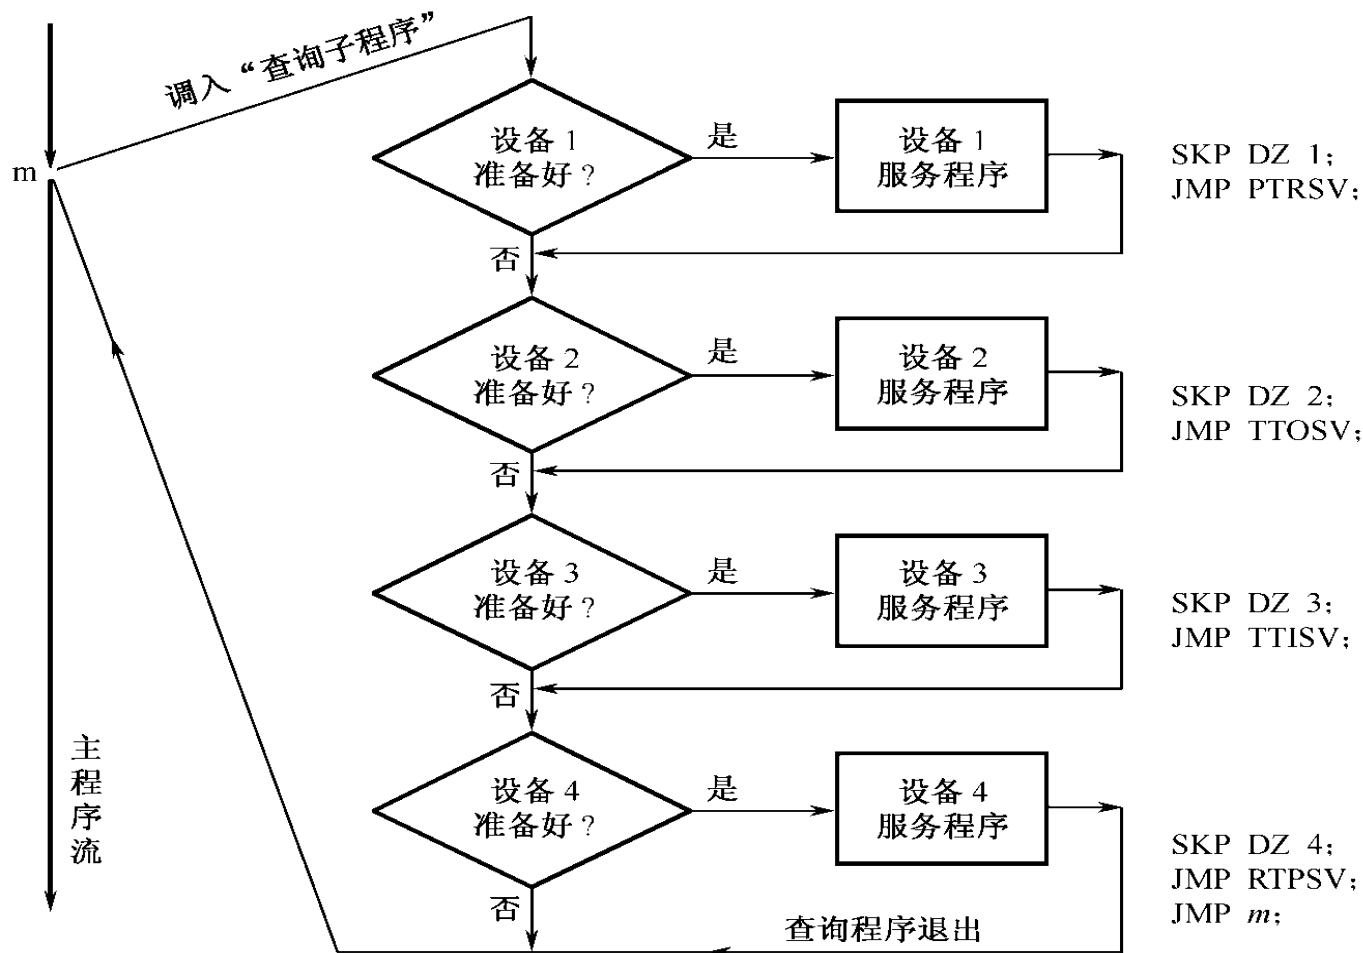 调入“查询子程序”
m
设备 1
准备好?
是
设备 1
服务程序
SKP DZ 1;
JMP PTRSV;
否
设备 2
准备好?
是
设备 2
服务程序
SKP DZ 2;
JMP TTOSV;
否
设备 3
准备好?
是
设备 3
服务程序
SKP DZ 3;
JMP TTISV;
否
主程序流
设备 4
准备好?
是
设备 4
服务程序
SKP DZ 4;
JMP RTPSV;
JMP m;
否
查询程序退出